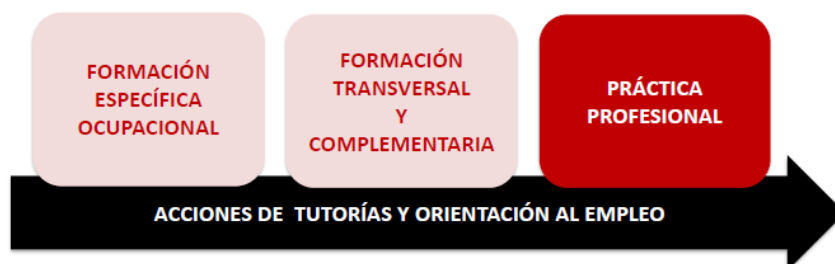 FORMACIÓN
ESPECÍFICA
OCUPACIONAL
FORMACIÓN
TRANSVERSAL
Y
COMPLEMENTARIA
PRÁCTICA
PROFESIONAL
ACCIONES DE TUTORÍAS Y ORIENTACIÓN AL EMPLEO